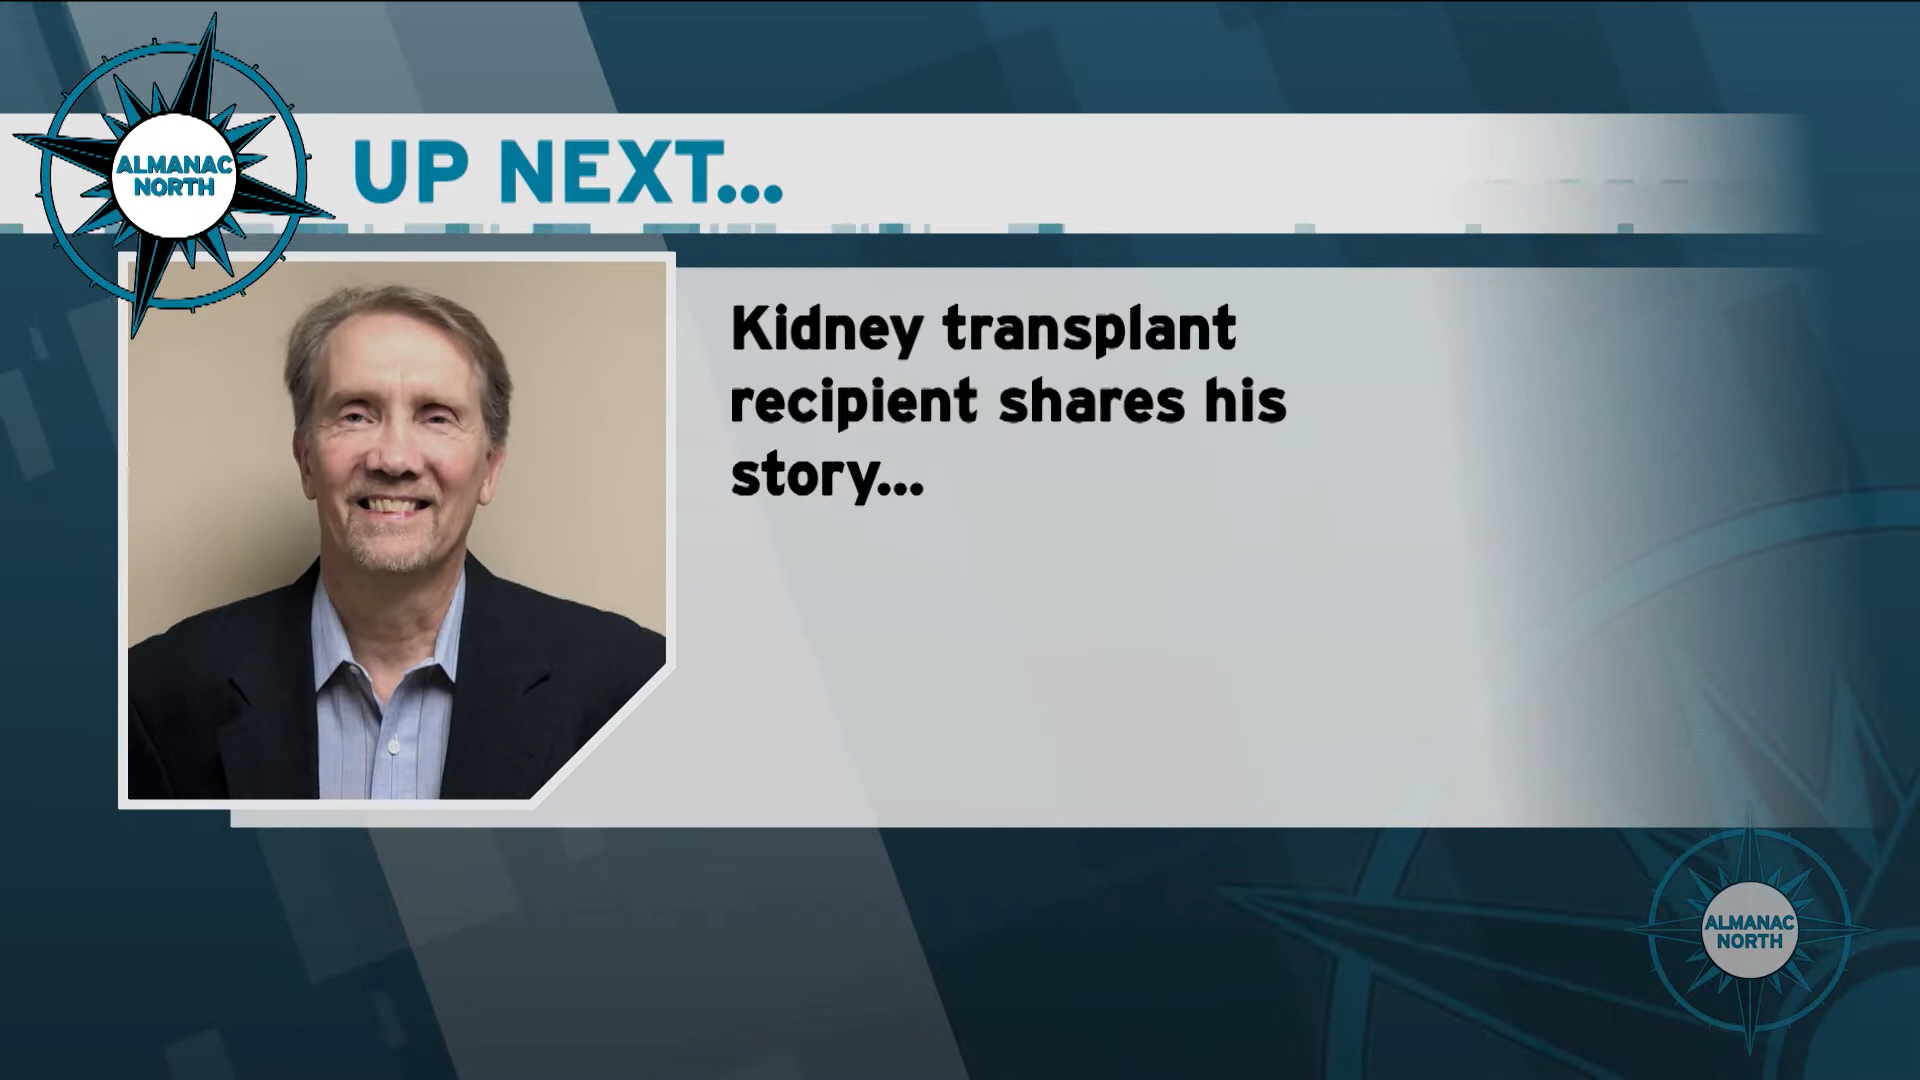 ALMANAC
NORTH
UP NEXT...
Kidney transplant
recipient shares his
story...
ALMANAC
NORTH